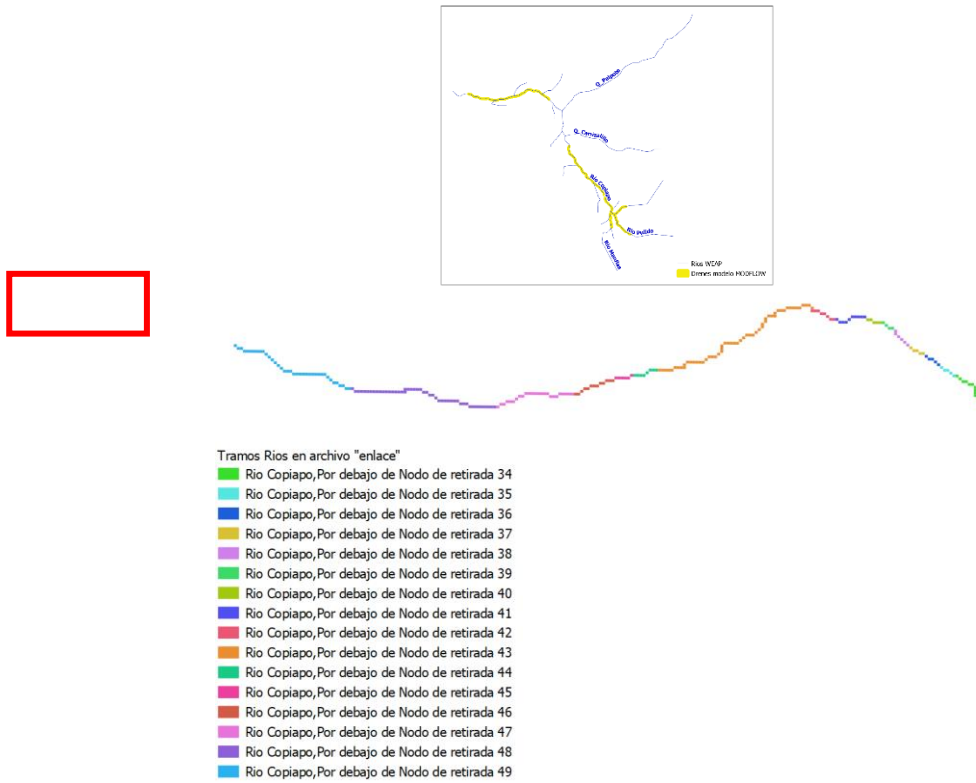 Q. Paipote
Q. Carrizalillo
Rio Copiapo
Rio Pulido
Rio Manflas
Rios WEAP
Drenes modelo MODFLOW
Tramos Rios en archivo "enlace"
Rio Copiapo,Por debajo de Nodo de retirada 34
Rio Copiapo,Por debajo de Nodo de retirada 35
Rio Copiapo,Por debajo de Nodo de retirada 36
Rio Copiapo,Por debajo de Nodo de retirada 37
Rio Copiapo,Por debajo de Nodo de retirada 38
Rio Copiapo,Por debajo de Nodo de retirada 39
Rio Copiapo,Por debajo de Nodo de retirada 40
Rio Copiapo,Por debajo de Nodo de retirada 41
Rio Copiapo,Por debajo de Nodo de retirada 42
Rio Copiapo,Por debajo de Nodo de retirada 43
Rio Copiapo,Por debajo de Nodo de retirada 44
Rio Copiapo,Por debajo de Nodo de retirada 45
Rio Copiapo,Por debajo de Nodo de retirada 46
Rio Copiapo,Por debajo de Nodo de retirada 47
Rio Copiapo,Por debajo de Nodo de retirada 48
Rio Copiapo,Por debajo de Nodo de retirada 49